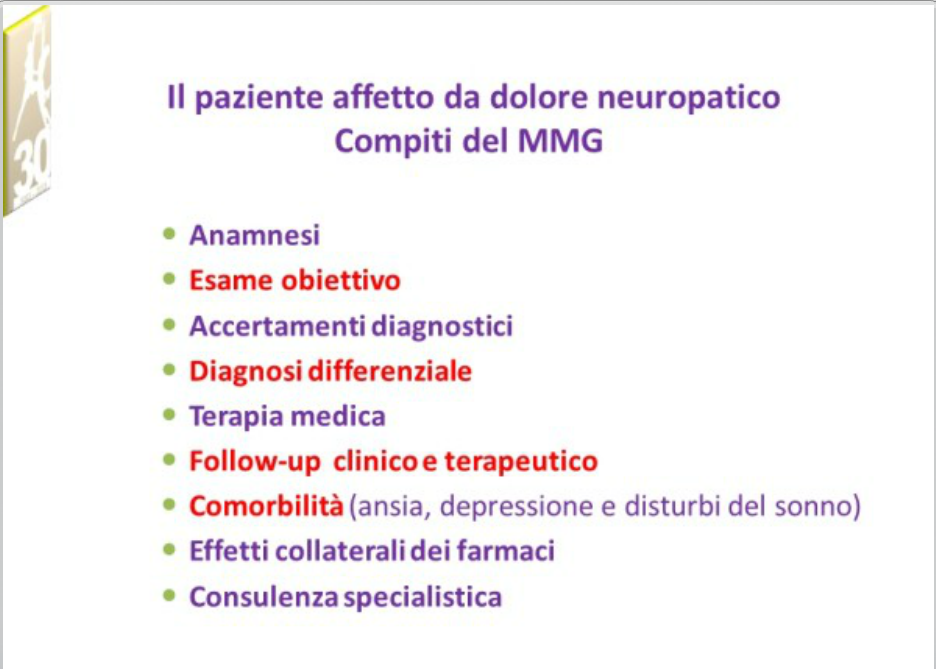 30
Il paziente affetto da dolore neuropatico
Compiti del MMG
Anamnesi
Esame obiettivo
Accertamenti diagnostici
Diagnosi differenziale
Terapia medica
Follow-up clinico e terapeutico
Comorbilità (ansia, depressione e disturbi del sonno)
Effetti collaterali dei farmaci
Consulenza specialistica